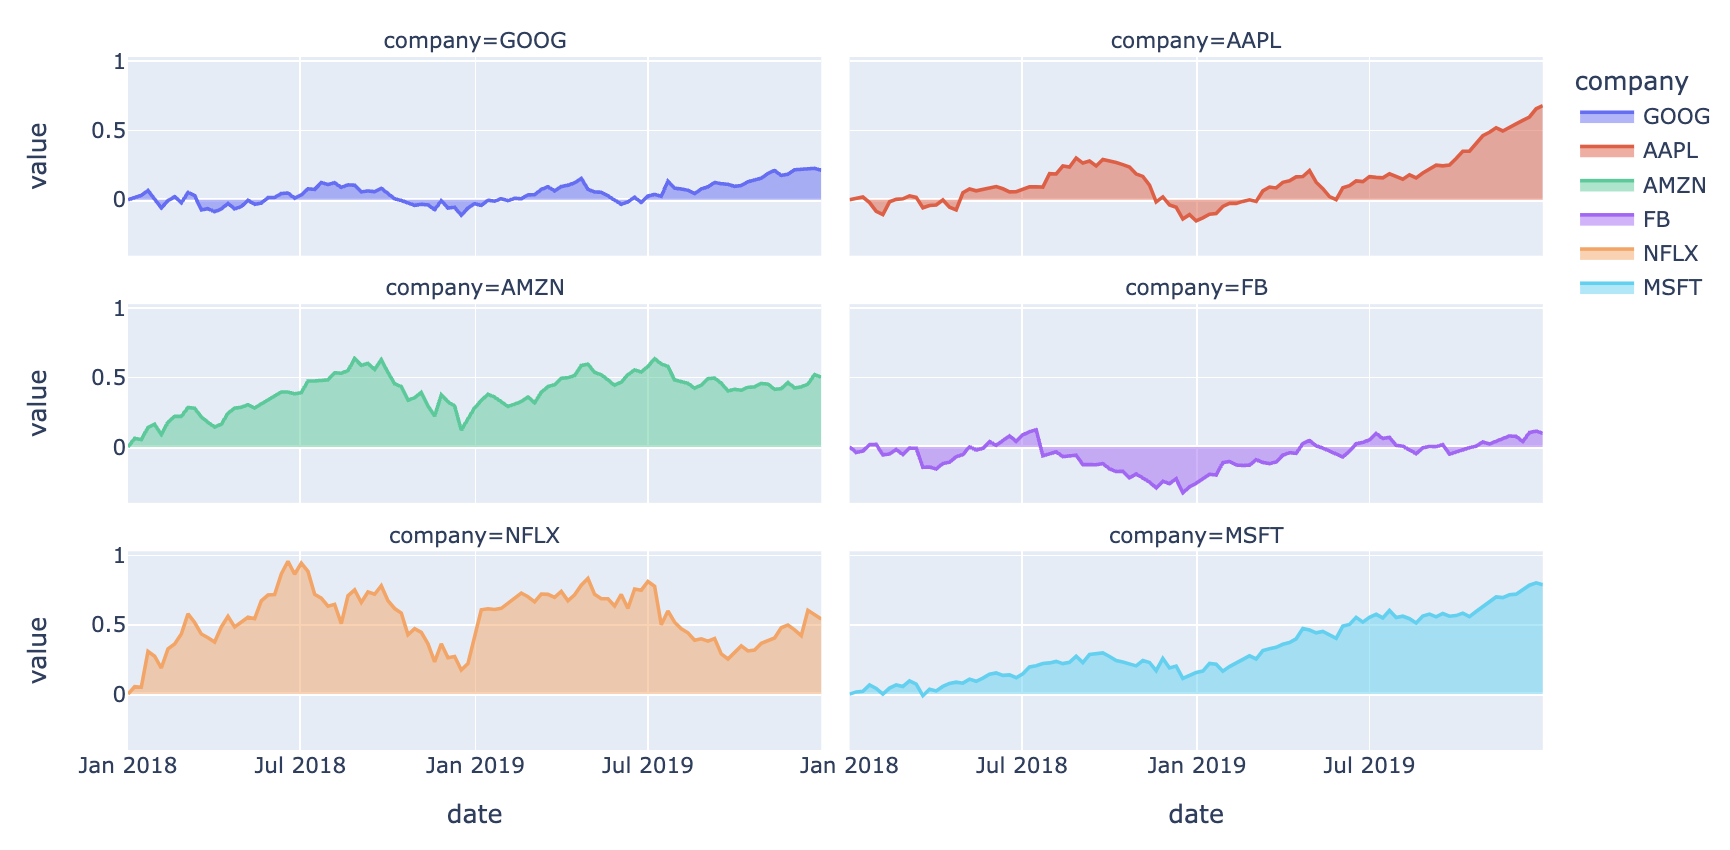 company=GOOG
company=AAPL
1
0.5
0
value
company
GOOG
AAPL
AMZN
FB
NFLX
MSFT
company=AMZN
company=FB
1
0.5
0
value
company=NFLX
company=MSFT
1
0.5
0
value
Jan 2018 Jul 2018 Jan 2019 Jul 2019
Jan 2018 Jul 2018 Jan 2019 Jul 2019
date
date